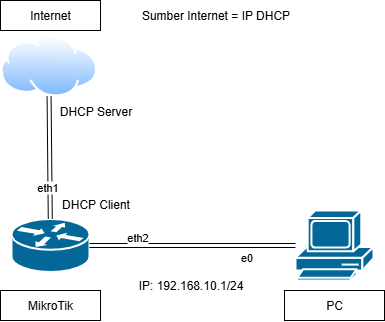 Internet
Sumber Internet = IP DHCP
DHCP Server
eth1
DHCP Client
eth2
e0
IP: 192.168.10.1/24
MikroTik
PC